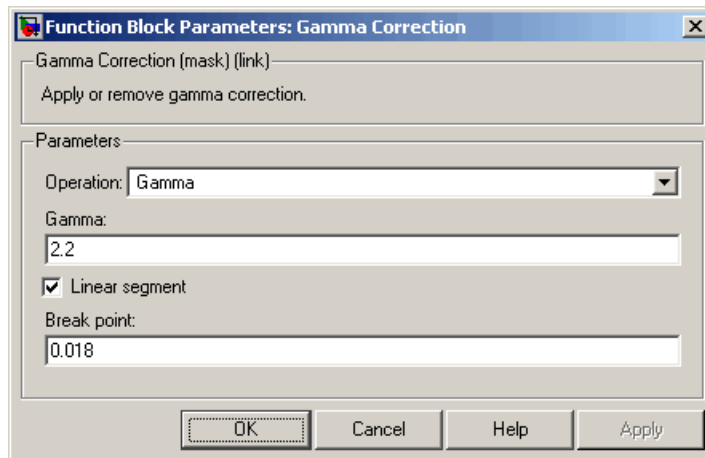 Function Block Parameters: Gamma Correction
Gamma Correction (mask) (link)
Apply or remove gamma correction.
Parameters
Operation: Gamma
Gamma:
2.2
Linear segment
Break point:
0.018
OK Cancel Help Apply